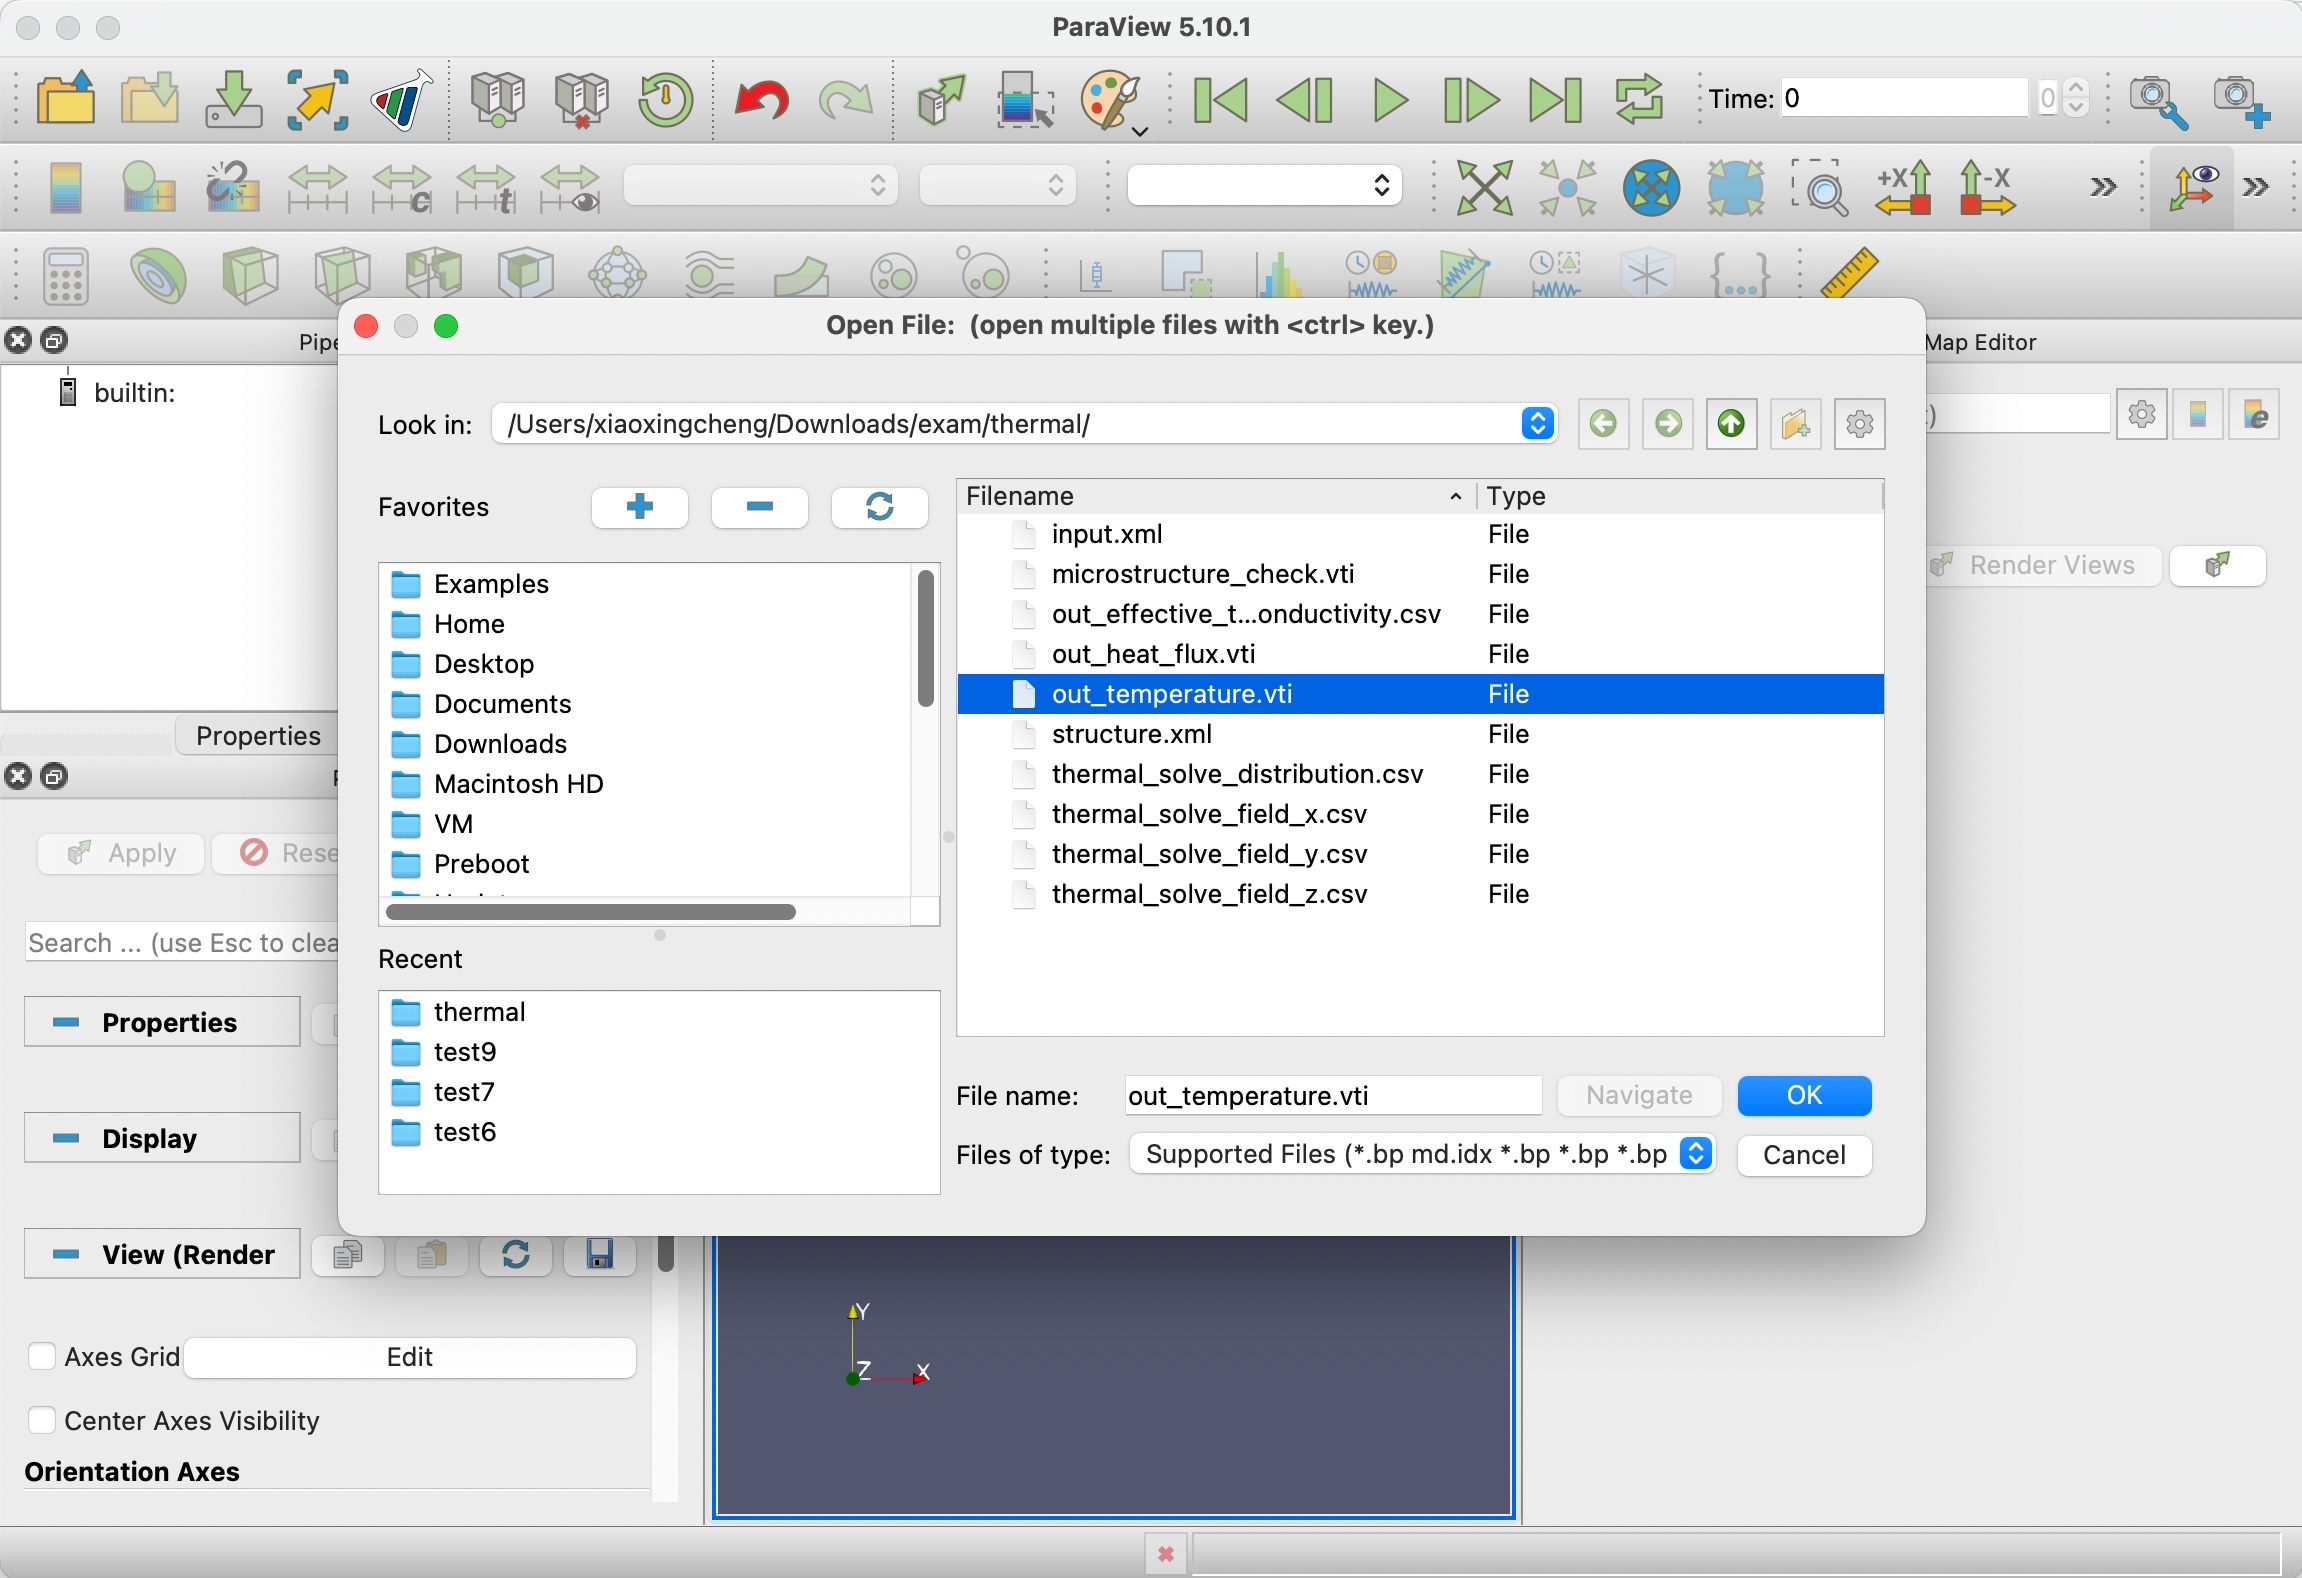 ParaView 5.10.1
Time: 0
0
c
t
+X
-X
Pipe
Map Editor
Open File:  (open multiple files with <ctrl> key.)
builtin:
Look in: /Users/xiaoxingcheng/Downloads/exam/thermal/
:)
e
Favorites
Filename Type
Examples
Home
Desktop
Documents
Downloads
Macintosh HD
VM
Preboot
input.xml File
microstructure_check.vti File
out_effective_t...onductivity.csv File
out_heat_flux.vti File
out_temperature.vti File
structure.xml File
thermal_solve_distribution.csv File
thermal_solve_field_x.csv File
thermal_solve_field_y.csv File
thermal_solve_field_z.csv File
Render Views
Properties
Apply
Rese
Search ... (use Esc to clea
Recent
thermal
test9
test7
test6
File name: out_temperature.vti Navigate OK
Files of type: Supported Files (*.bp md.idx *.bp *.bp *.bp Cancel
Properties
Display
View (Render
Axes Grid Edit
Center Axes Visibility
Orientation Axes
Y
Z
X